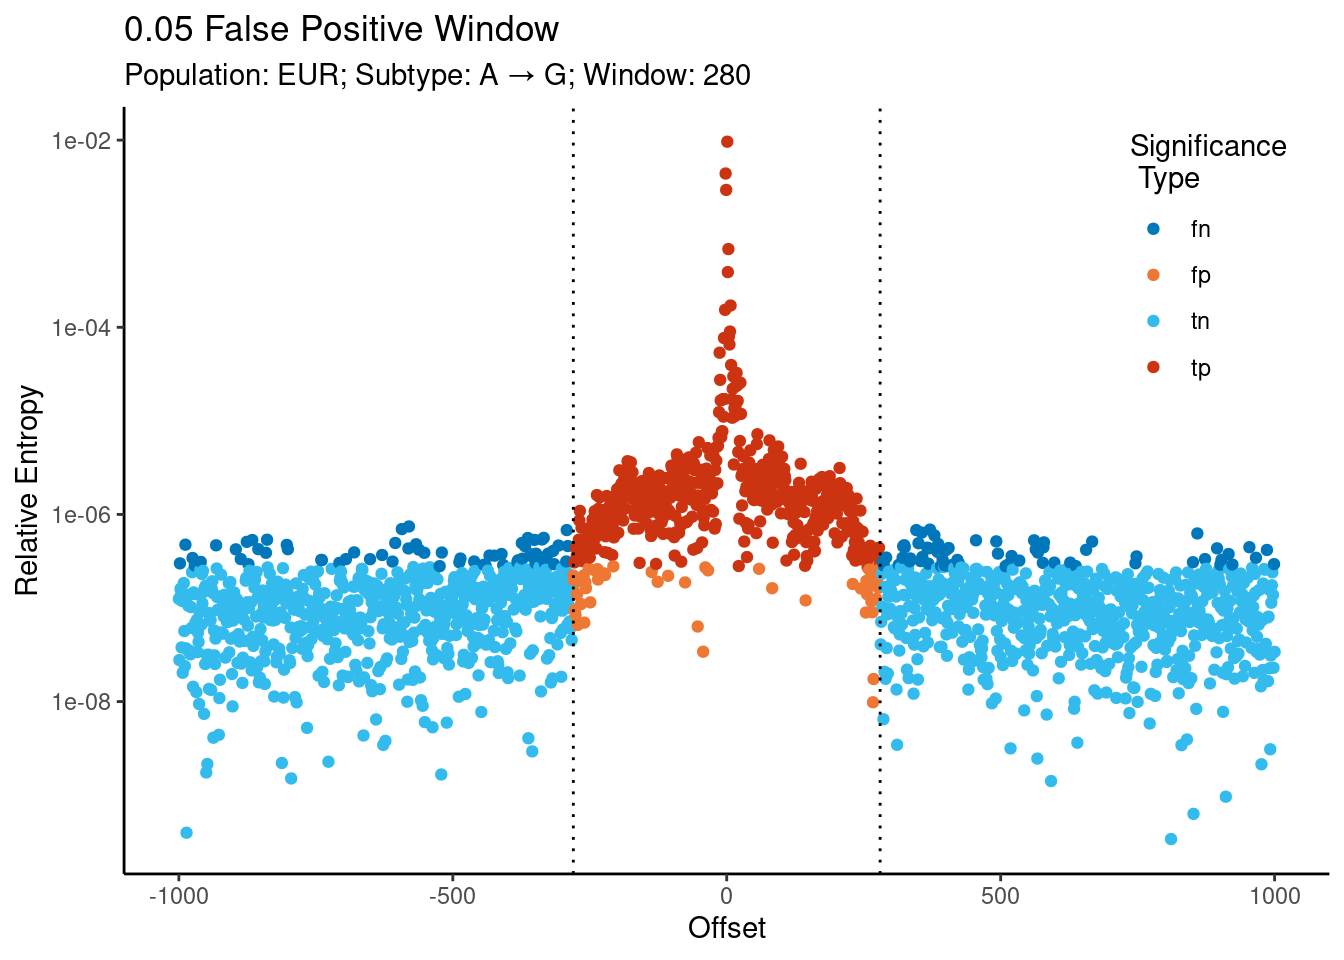 0.05 False Positive Window
Population: EUR; Subtype: A → G; Window: 280
1e-02
1e-04
1e-06
1e-08
Relative Entropy
-1000
-500
0
500
1000
Offset
Significance
Type
fn
fp
tn
tp